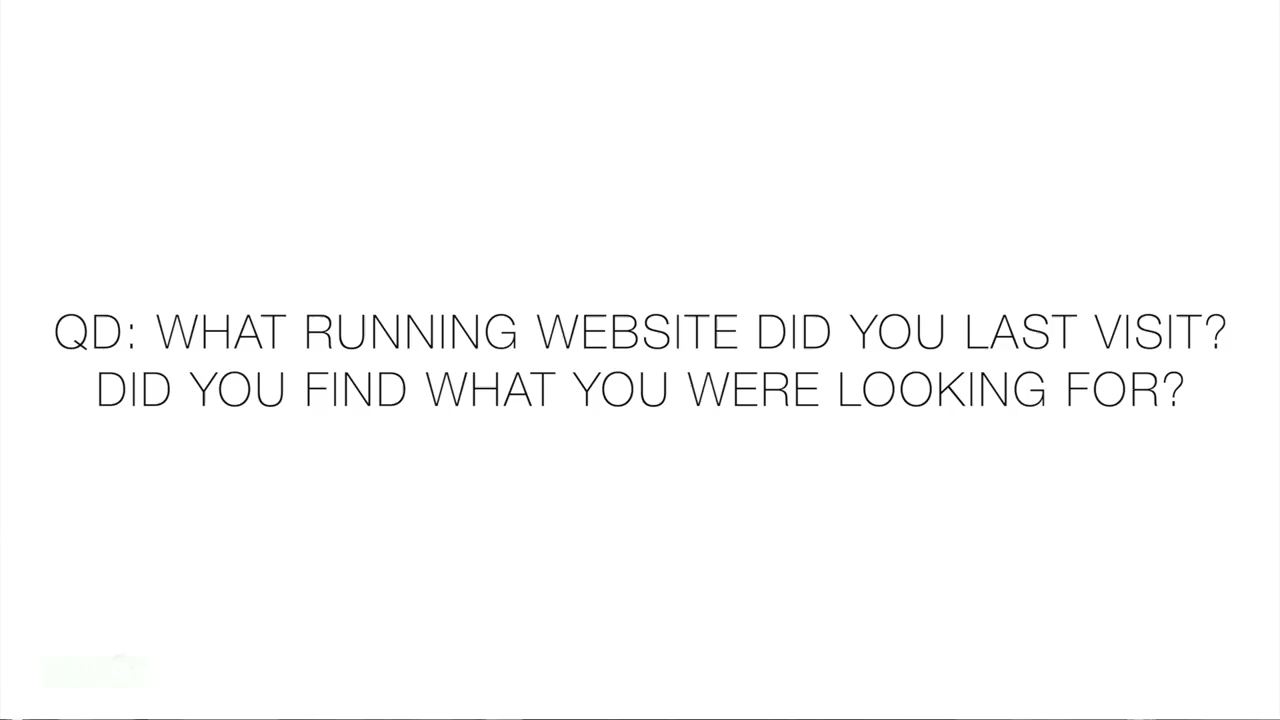 QD: WHAT RUNNING WEBSITE DID YOU LAST VISIT?
DID YOU FIND WHAT YOU WERE LOOKING FOR?